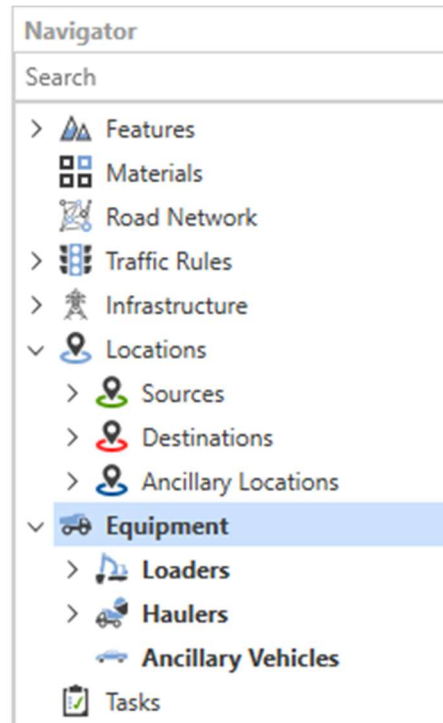 Navigator
Search
Features
Materials
Road Network
Traffic Rules
Infrastructure
Locations
Sources
Destinations
Ancillary Locations
Equipment
Loaders
Haulers
Ancillary Vehicles
Tasks